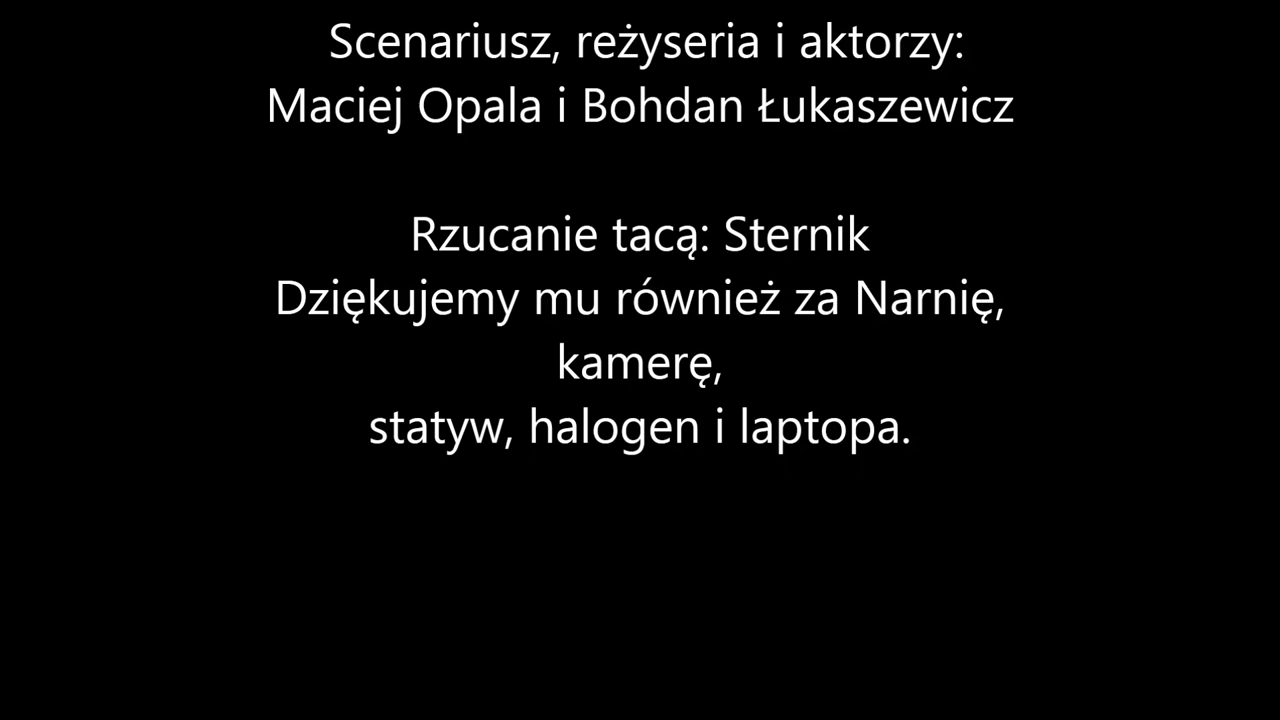 Scenariusz, reżyseria i aktorzy:
Maciej Opala i Bohdan Łukaszewicz
Rzucanie tacą: Sternik
Dziękujemy mu również za Narnię,
kamerę,
statyw, halogen i laptopa.